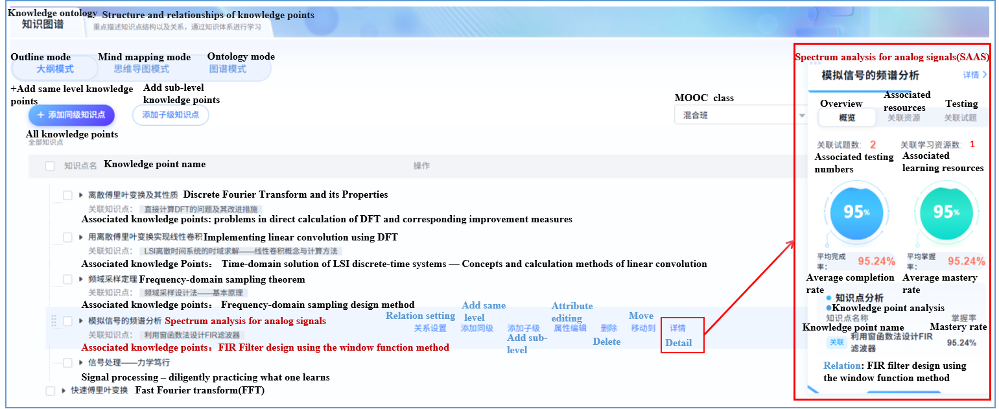 Knowledge ontology Structure and relationships of knowledge points
知识图谱 重点描述知识点结构以及关系，通过知识体系进行学习
Outline mode Mind mapping mode Ontology mode
大纲模式 思维导图模式 图谱模式
+Add same level knowledge points
Add sub-level knowledge points
+ 添加同级知识点 添加子级知识点
MOOC class
混合班
All knowledge points
全部知识点
知识点名 Knowledge point name 操作
离散傅里叶变换及其性质 Discrete Fourier Transform and its Properties
关联知识点： 直接计算DFT的问题及其改进措施
Associated knowledge points: problems in direct calculation of DFT and corresponding improvement measures
用离散傅里叶变换实现线性卷积 Implementing linear convolution using DFT
关联知识点： LSI离散时间系统的时域求解——线性卷积概念与计算方法
Associated knowledge Points： Time-domain solution of LSI discrete-time systems — Concepts and calculation methods of linear convolution
频域采样定理 Frequency-domain sampling theorem
关联知识点： 频域采样设计法——基本原理
Associated knowledge points： Frequency-domain sampling design method
模拟信号的频谱分析 Spectrum analysis for analog signals
关联知识点： 利用窗函数法设计FIR滤波器
Associated knowledge points：FIR Filter design using the window function method
Relation setting Add same level Attribute editing Move
关系设置 添加同级 添加子级 属性编辑 删除 移动到 详情
Add sub-level Delete Detail
信号处理——力学笃行
Signal processing – diligently practicing what one learns
快速傅里叶变换 Fast Fourier transform(FFT)
Spectrum analysis for analog signals(SAAS)
模拟信号的频谱分析 详情
Overview Associated resources Testing
概览 关联资源 关联试题
关联试题数: 2 关联学习资源数: 1
Associated testing numbers
Associated learning resources
95% 95%
平均完成率： 95.24% 平均掌握率： 95.24%
Average completion rate
Average mastery rate
知识点分析
Knowledge point analysis
知识点名称 掌握率
Knowledge point name Mastery rate
关联 利用窗函数法设计FIR滤波器 95.24%
Relation: FIR filter design using
the window function method